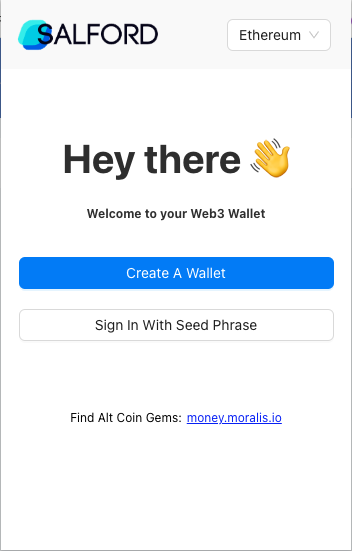 SALFORD
Ethereum
Hey there 👋
Welcome to your Web3 Wallet
Create A Wallet
Sign In With Seed Phrase
Find Alt Coin Gems: money.moralis.io